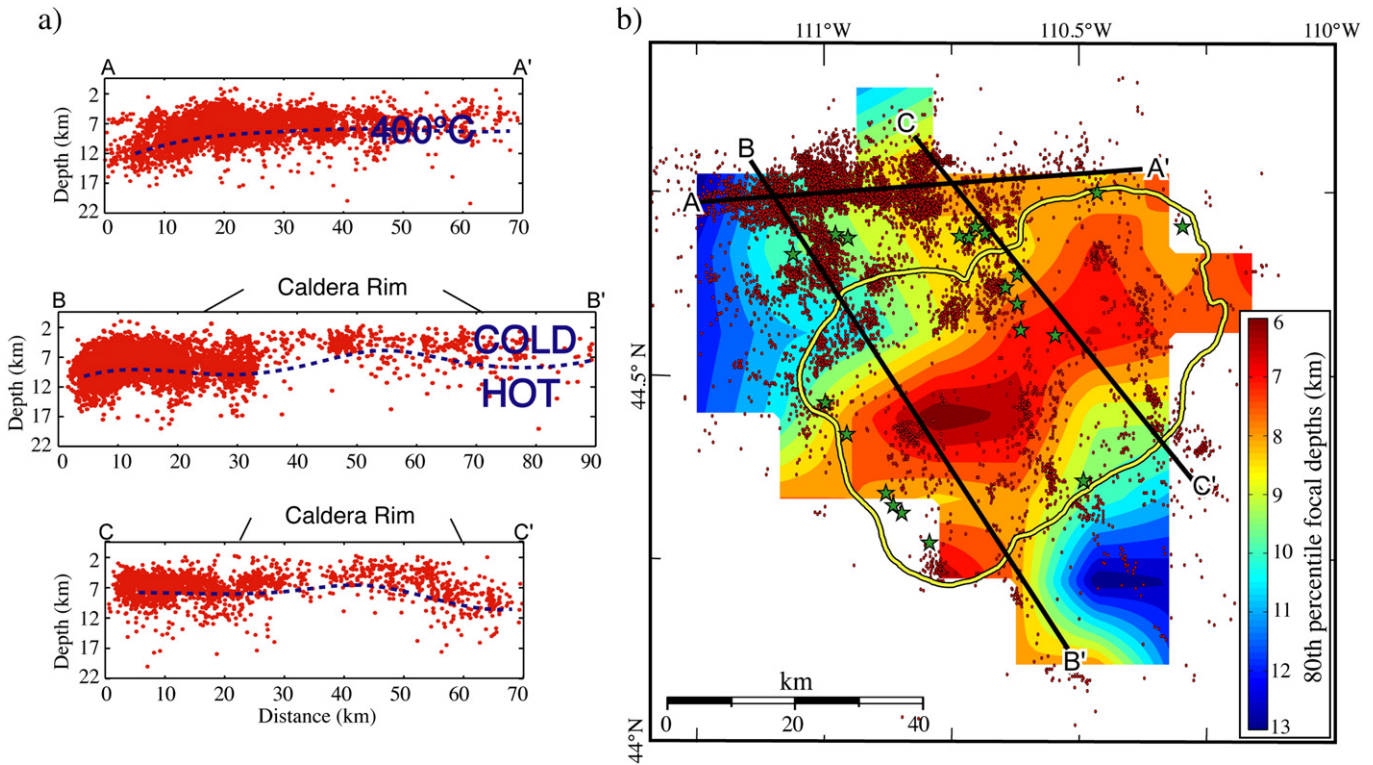 a)
A A'
2
7
12
17
22
Depth (km)
400°C
0 10 20 30 40 50 60 70
Caldera Rim
B B'
2
7
12
17
22
Depth (km)
COLD
HOT
0 10 20 30 40 50 60 70 80 90
Caldera Rim
C C'
2
7
12
17
22
Depth (km)
0 10 20 30 40 50 60 70
Distance (km)
b)
111°W 110.5°W 110°W
44.5° N
44°N
B
C
A
A'
C'
B'
km
0 20 40
6
7
8
9
10
11
12
13
80th percentile focal depths (km)